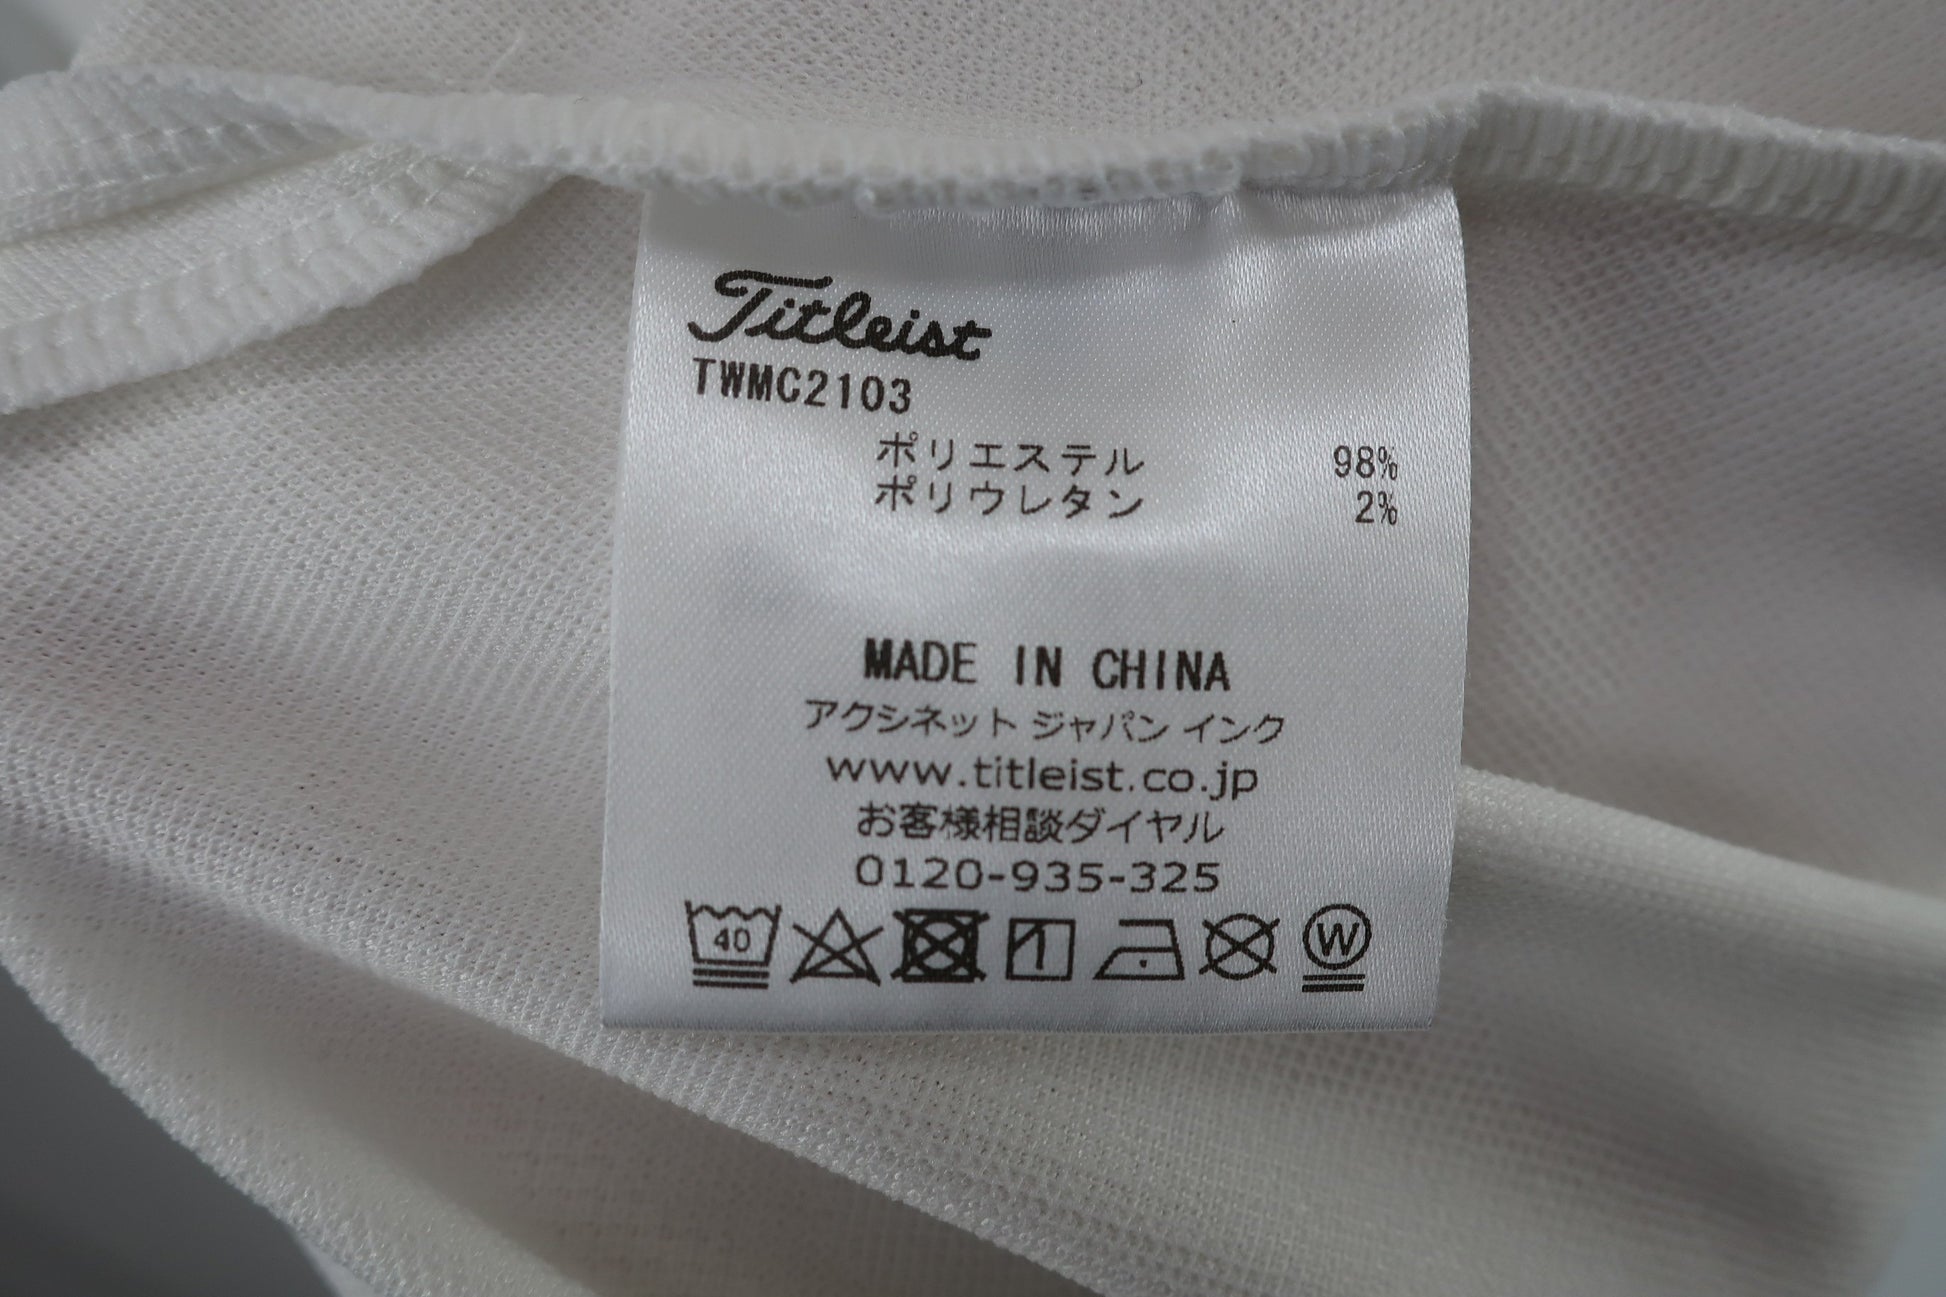 Titleist
TWMC2103
ポリエステル 98%
ポリウレタン 2%
MADE IN CHINA
アクシネット ジャパン インク
www.titleist.co.jp
お客様相談ダイヤル
0120-935-325
40 W